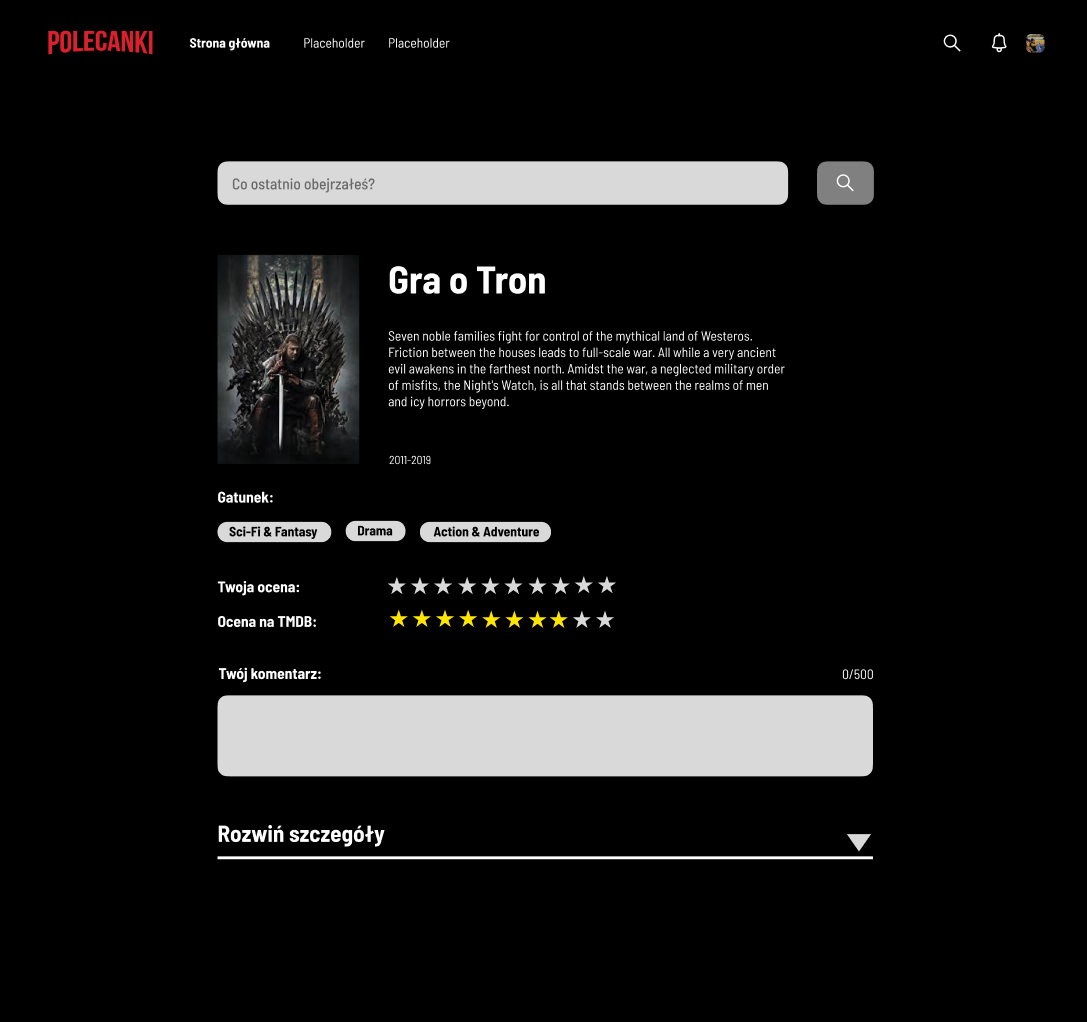 POLECANKI
Strona główna Placeholder Placeholder
Co ostatnio obejrzałeś?
Gra o Tron
Seven noble families fight for control of the mythical land of Westeros.
Friction between the houses leads to full-scale war. All while a very ancient
evil awakens in the farthest north. Amidst the war, a neglected military order
of misfits, the Night's Watch, is all that stands between the realms of men
and icy horrors beyond.
2011-2019
Gatunek:
Sci-Fi & Fantasy Drama Action & Adventure
Twoja ocena:
Ocena na TMDB:
Twój komentarz: 0/500
Rozwiń szczegóły